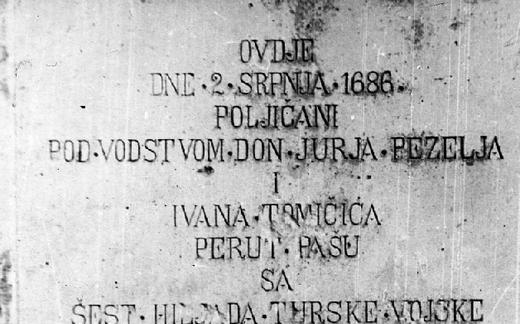 OVDJE
DNE·2·SRPNJA·1686·
POLJIČANI
POD·VODSTVOM·DON·JURJA·PEZELJA
I
IVANA·TOMIČIĆA
PERUT·PAŠU
SA
ŠEST·HILJADA·TURSKE·VOJSKE